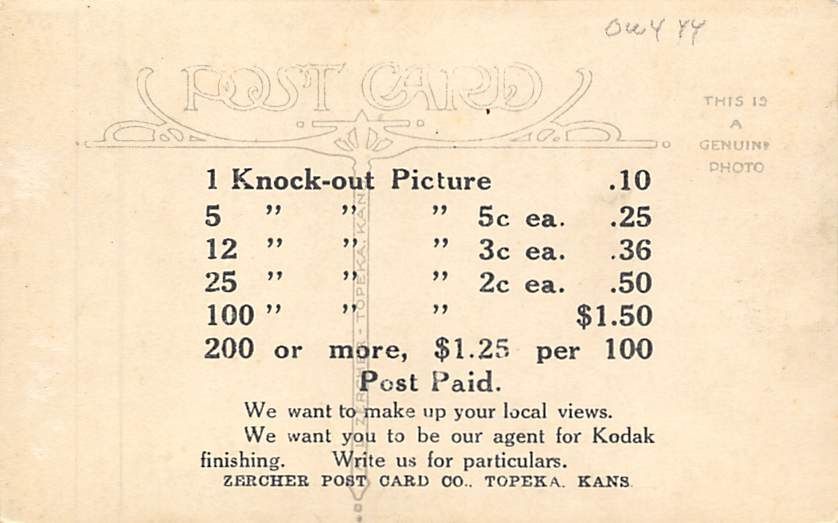 POST CARD
THIS IS
A
GENUINE
PHOTO
1 Knock-out Picture .10
5 " " " 5c ea. .25
12 " " " 3c ea. .36
25 " " " 2c ea. .50
100 " " " $1.50
200 or more, $1.25 per 100
Post Paid.
We want to make up your local views.
We want you to be our agent for Kodak
finishing. Write us for particulars.
ZERCHER POST CARD CO., TOPEKA, KANS.
ZERCHER - TOPEKA, KAN